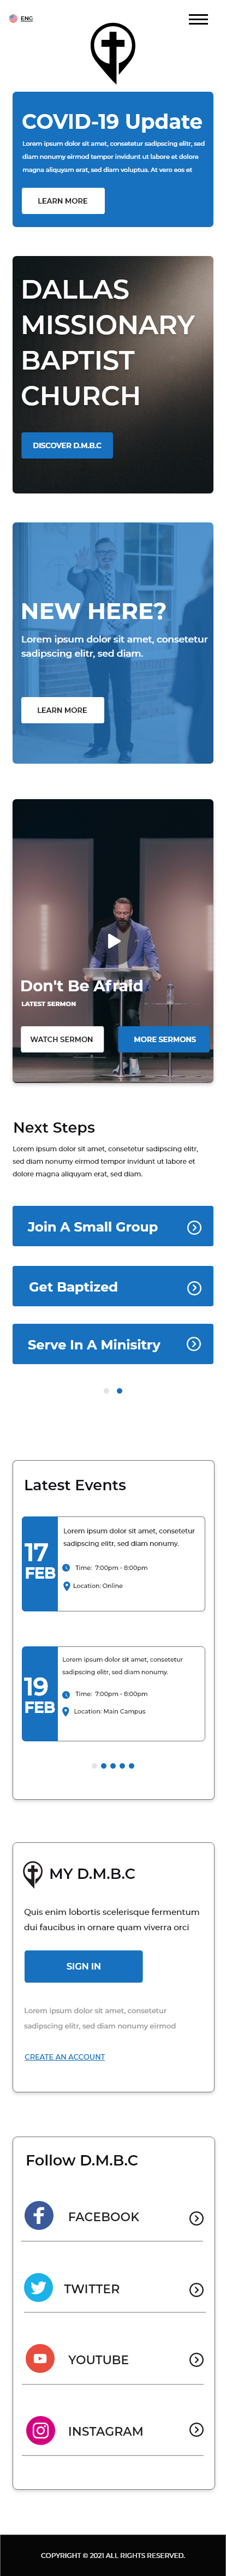 ENG
COVID-19 Update
Lorem ipsum dolor sit amet, consetetur sadipscing elitr, sed
diam nonumy eirmod tempor invidunt ut labore et dolore
magna aliquyam erat, sed diam voluptua. At vero eos et
LEARN MORE
DALLAS
MISSIONARY
BAPTIST
CHURCH
DISCOVER D.M.B.C
NEW HERE?
Lorem ipsum dolor sit amet, consetetur
sadipscing elitr, sed diam.
LEARN MORE
Don't Be Afraid
LATEST SERMON
WATCH SERMON
MORE SERMONS
Next Steps
Lorem ipsum dolor sit amet, consetetur sadipscing elitr,
sed diam nonumy eirmod tempor invidunt ut labore et
dolore magna aliquyam erat, sed diam.
Join A Small Group
Get Baptized
Serve In A Minisitry
Latest Events
17
FEB
Lorem ipsum dolor sit amet, consetetur
sadipscing elitr, sed diam nonumy.
Time: 7:00pm - 8:00pm
Location: Online
19
FEB
Lorem ipsum dolor sit amet, consetetur
sadipscing elitr, sed diam nonumy.
Time: 7:00pm - 8:00pm
Location: Main Campus
MY D.M.B.C
Quis enim lobortis scelerisque fermentum
dui faucibus in ornare quam viverra orci
SIGN IN
Lorem ipsum dolor sit amet, consetetur
sadipscing elitr, sed diam nonumy eirmod
CREATE AN ACCOUNT
Follow D.M.B.C
FACEBOOK
TWITTER
YOUTUBE
INSTAGRAM
COPYRIGHT © 2021 ALL RIGHTS RESERVED.